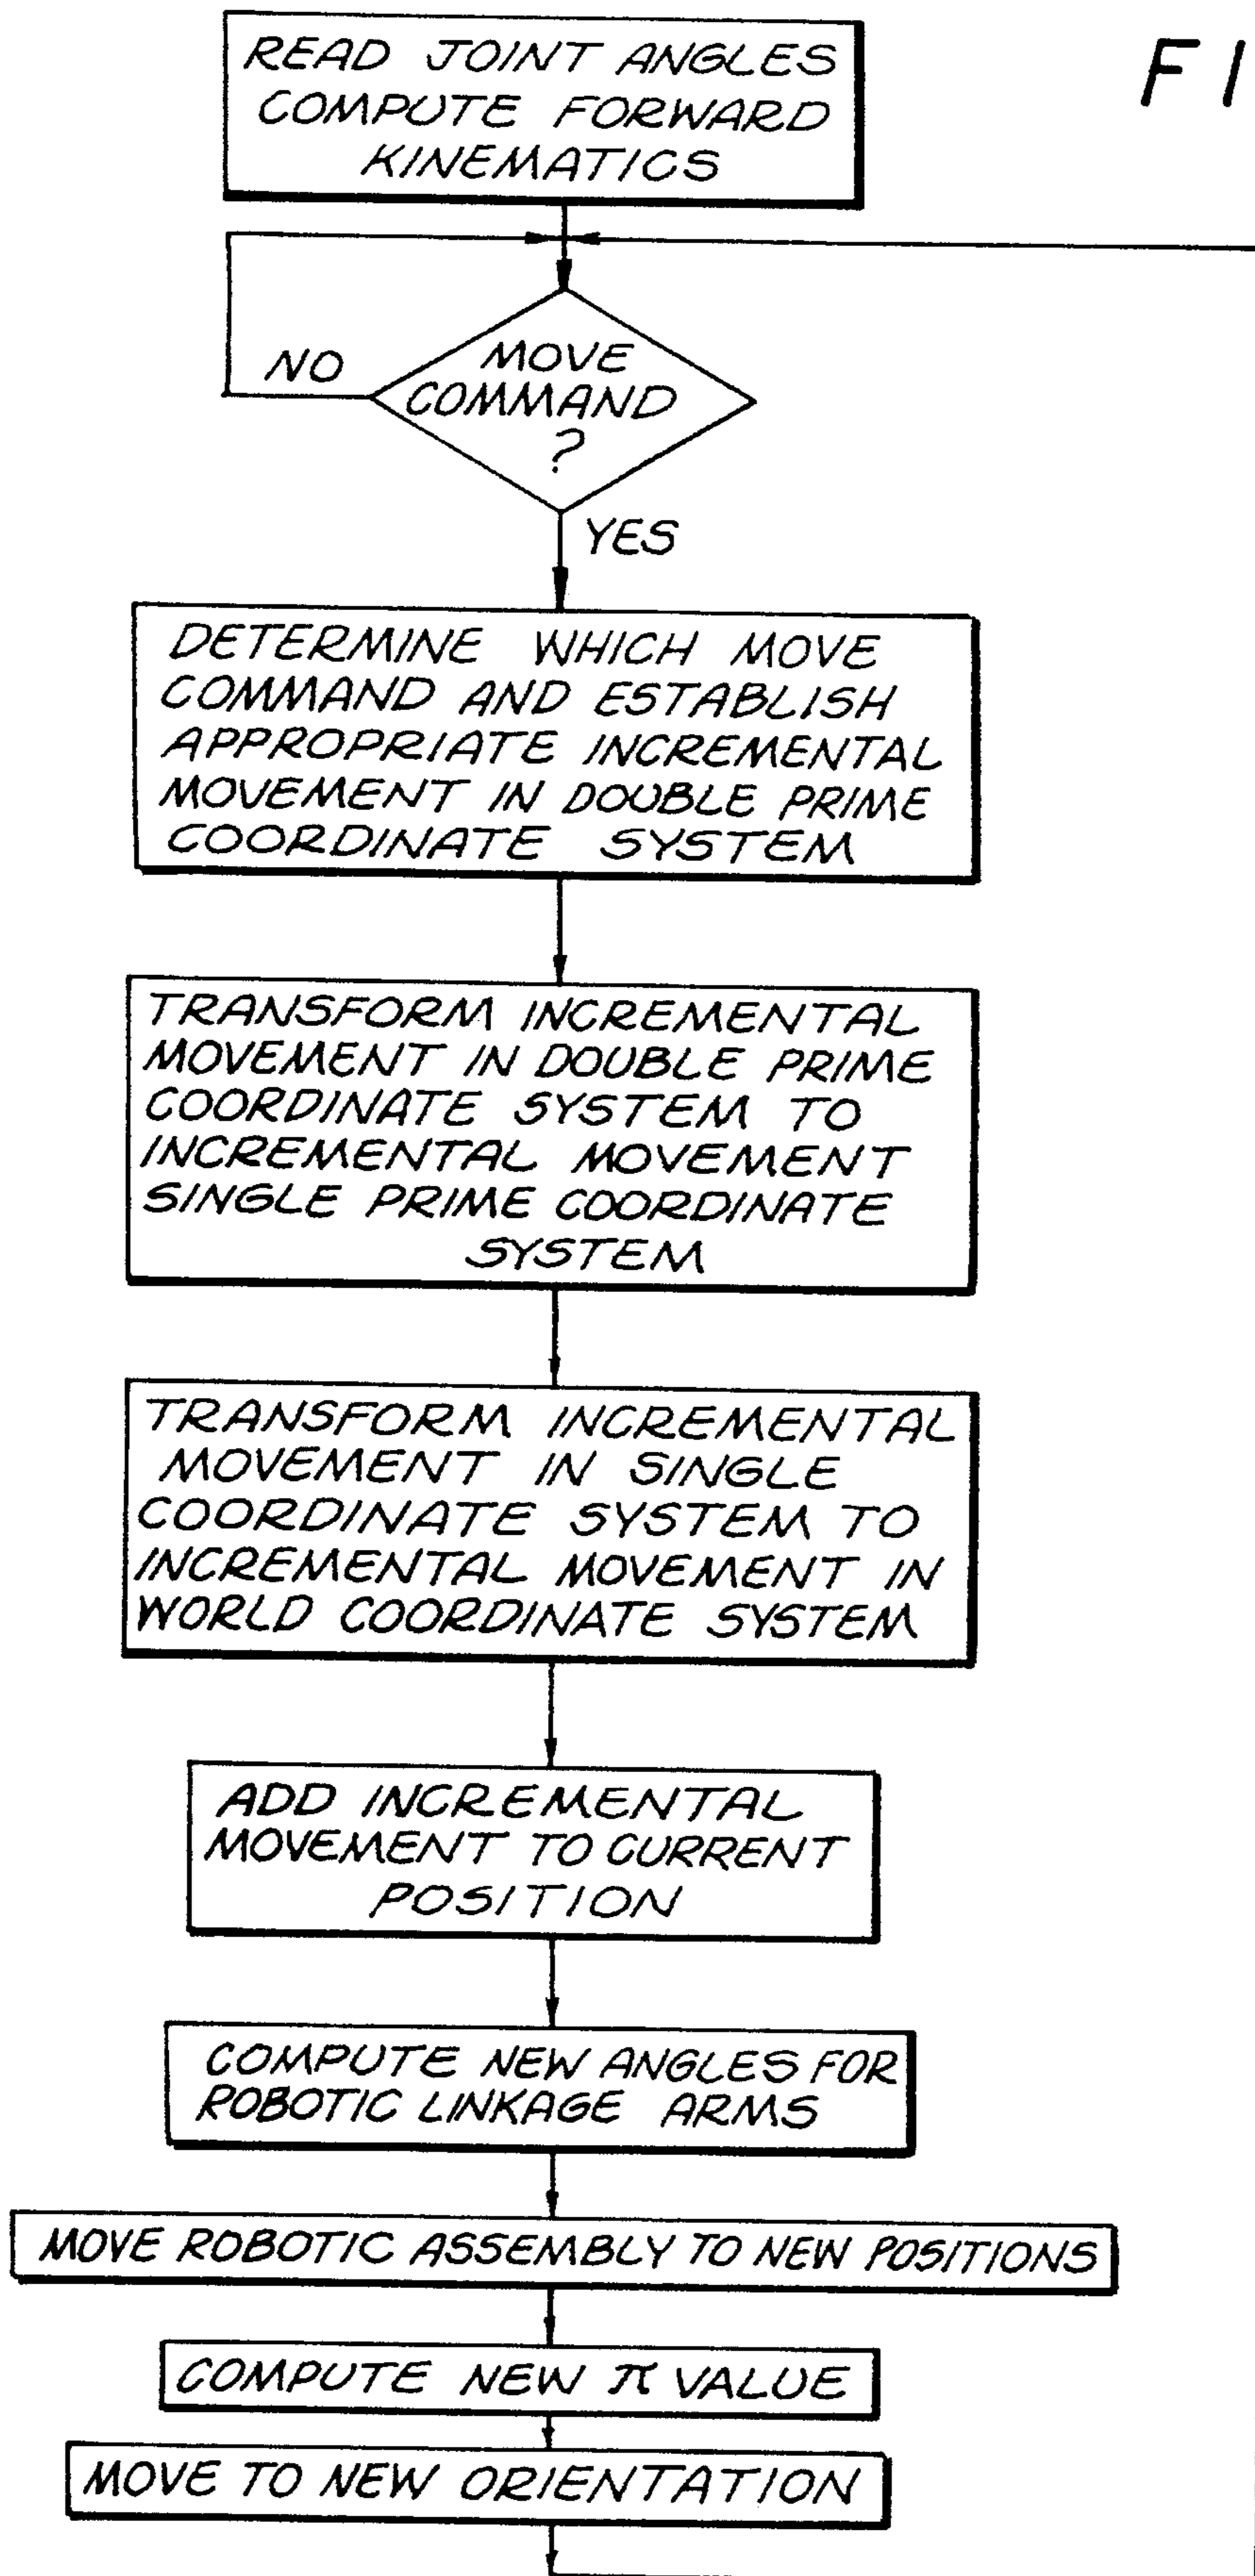 FI
READ JOINT ANGLES
COMPUTE FORWARD
KINEMATICS
NO
MOVE
COMMAND
?
YES
DETERMINE WHICH MOVE
COMMAND AND ESTABLISH
APPROPRIATE INCREMENTAL
MOVEMENT IN DOUBLE PRIME
COORDINATE SYSTEM
TRANSFORM INCREMENTAL
MOVEMENT IN DOUBLE PRIME
COORDINATE SYSTEM TO
INCREMENTAL MOVEMENT
SINGLE PRIME COORDINATE
SYSTEM
TRANSFORM INCREMENTAL
MOVEMENT IN SINGLE
COORDINATE SYSTEM TO
INCREMENTAL MOVEMENT IN
WORLD COORDINATE SYSTEM
ADD INCREMENTAL
MOVEMENT TO CURRENT
POSITION
COMPUTE NEW ANGLES FOR
ROBOTIC LINKAGE ARMS
MOVE ROBOTIC ASSEMBLY TO NEW POSITIONS
COMPUTE NEW π VALUE
MOVE TO NEW ORIENTATION